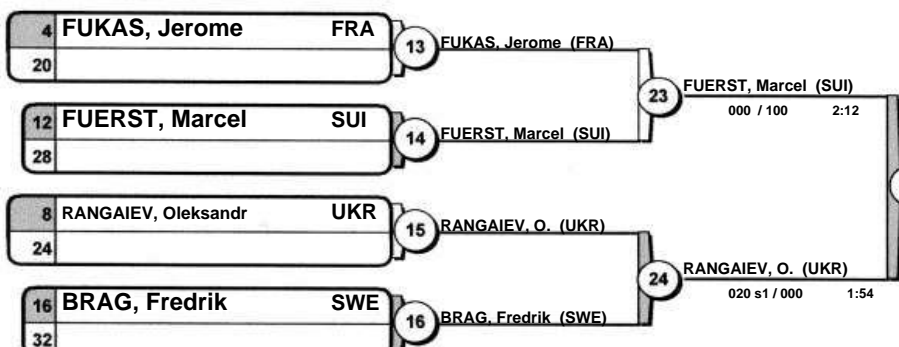 4 FUKAS, Jerome FRA
20
13
FUKAS, Jerome (FRA)
12 FUERST, Marcel SUI
28
14
FUERST, Marcel (SUI)
23
FUERST, Marcel (SUI)
000 / 100 2:12
8 RANGAIEV, Oleksandr UKR
24
15
RANGAIEV, O. (UKR)
16 BRAG, Fredrik SWE
32
16
BRAG, Fredrik (SWE)
24
RANGAIEV, O. (UKR)
020 s1 / 000 1:54